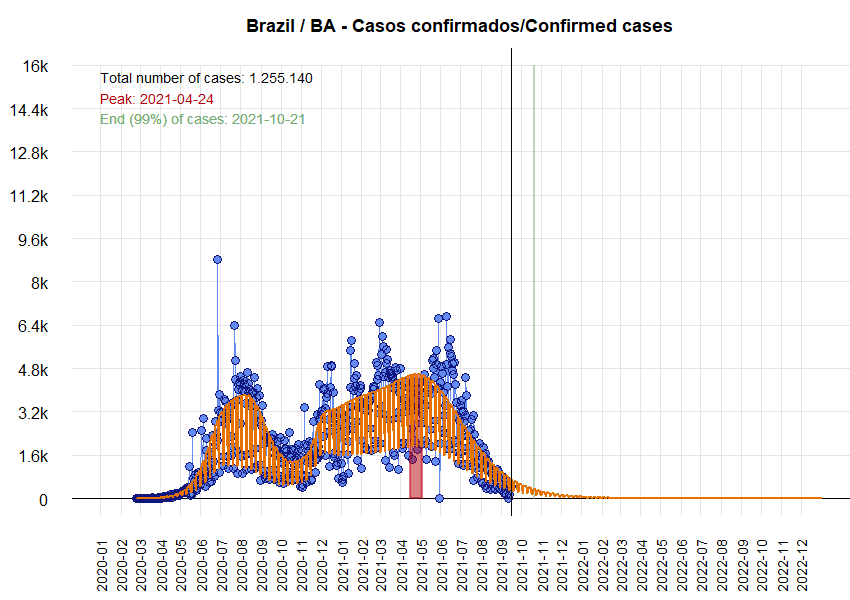 Brazil / BA - Casos confirmados/Confirmed cases
Total number of cases: 1.255.140
Peak: 2021-04-24
End (99%) of cases: 2021-10-21
16k
14.4k
12.8k
11.2k
9.6k
8k
6.4k
4.8k
3.2k
1.6k
0
2020-01
2020-02
2020-03
2020-04
2020-05
2020-06
2020-07
2020-08
2020-09
2020-10
2020-11
2020-12
2021-01
2021-02
2021-03
2021-04
2021-05
2021-06
2021-07
2021-08
2021-09
2021-10
2021-11
2021-12
2022-01
2022-02
2022-03
2022-04
2022-05
2022-06
2022-07
2022-08
2022-09
2022-10
2022-11
2022-12